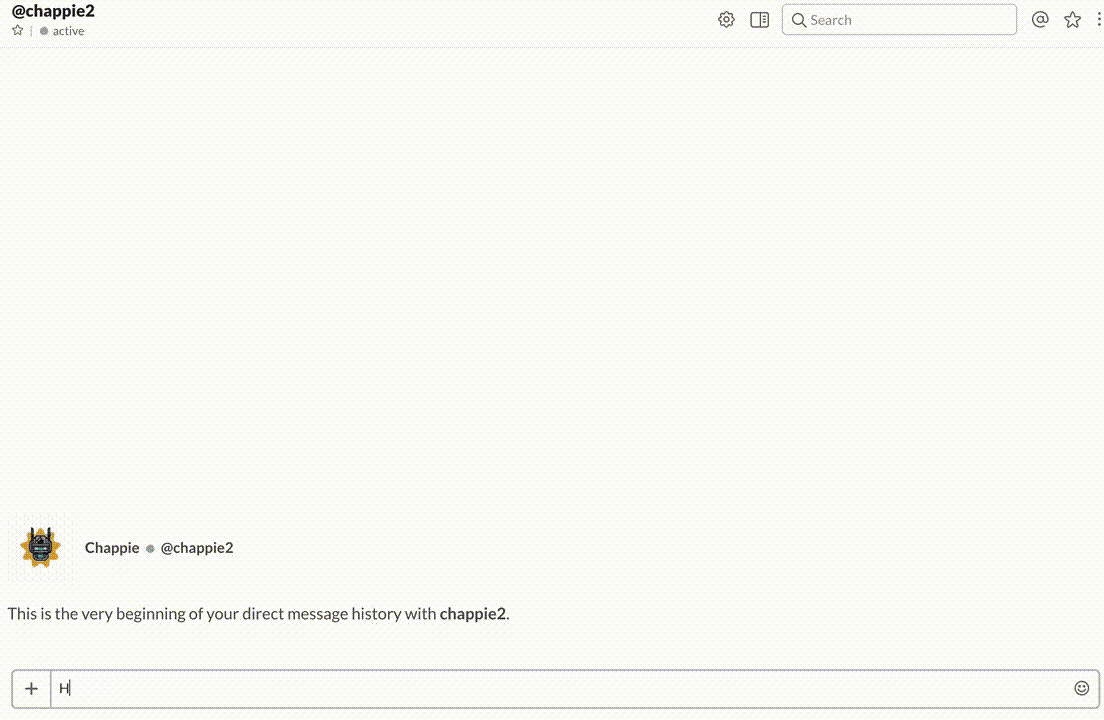 @chappie2
active
Search
Chappie @chappie2
This is the very beginning of your direct message history with chappie2.
H